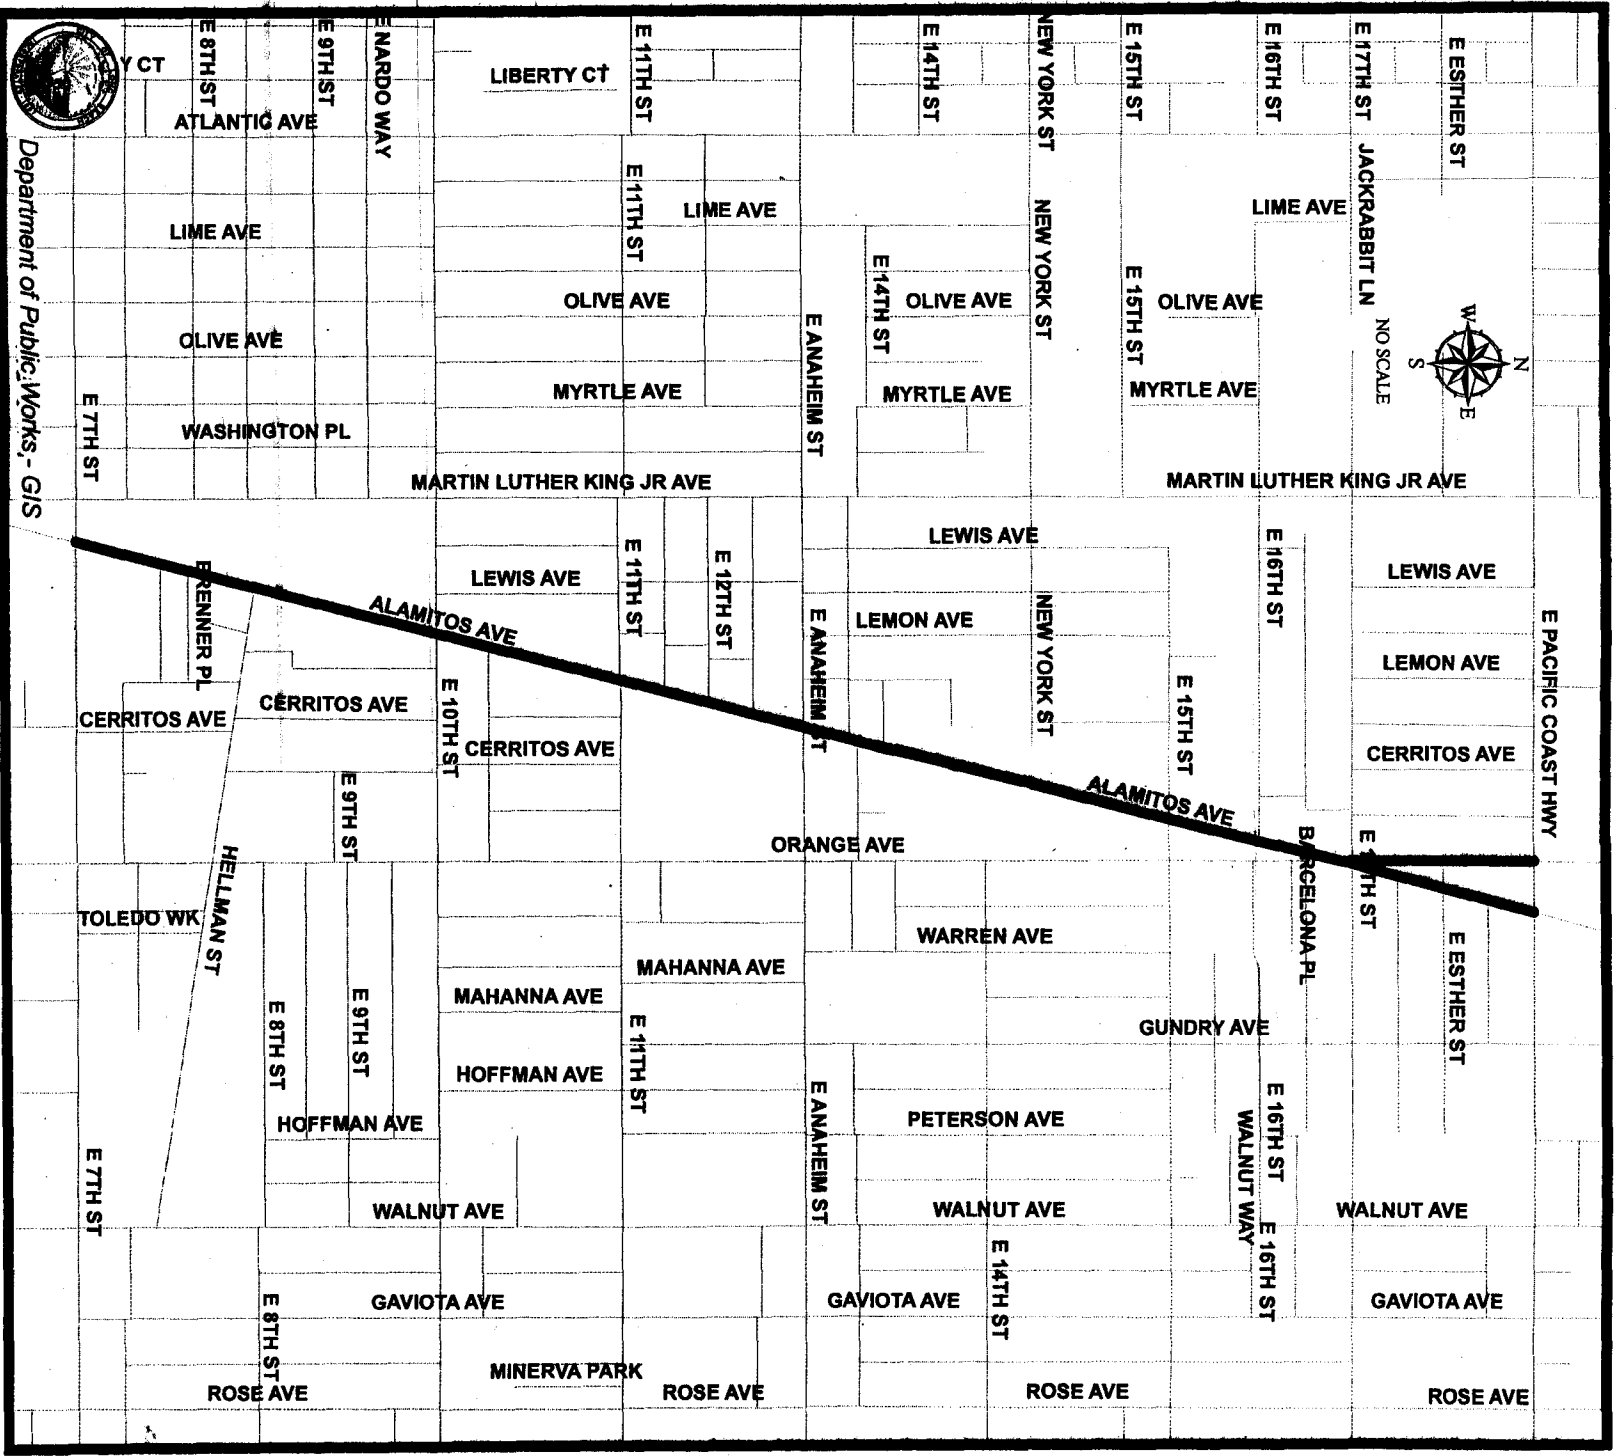 Y CT
E 8TH ST
E 9TH ST
E NARDO WAY
LIBERTY CT
E 11TH ST
E 14TH ST
NEW YORK ST
E 15TH ST
E 16TH ST
E 17TH ST
E ESTHER ST
ATLANTIC AVE
Department of Public Works,- GIS
E 11TH ST
JACKRABBIT LN
LIME AVE
LIME AVE
LIME AVE
NEW YORK ST
E 14TH ST
E 15TH ST
OLIVE AVE
OLIVE AVE
OLIVE AVE
OLIVE AVE
W
N
S
E
NO SCALE
E ANAHEIM ST
MYRTLE AVE
MYRTLE AVE
MYRTLE AVE
E 7TH ST
WASHINGTON PL
MARTIN LUTHER KING JR AVE
MARTIN LUTHER KING JR AVE
LEWIS AVE
E 16TH ST
E 11TH ST
E 12TH ST
LEWIS AVE
LEWIS AVE
BRENNER PL
ALAMITOS AVE
E ANAHEIM ST
LEMON AVE
NEW YORK ST
LEMON AVE
E PACIFIC COAST HWY
CERRITOS AVE
CERRITOS AVE
E 10TH ST
CERRITOS AVE
E 15TH ST
CERRITOS AVE
E 9TH ST
ALAMITOS AVE
ORANGE AVE
BARCELONA PL
TH ST
HELLMAN ST
TOLEDO WK
WARREN AVE
E ESTHER ST
MAHANNA AVE
MAHANNA AVE
E 8TH ST
E 9TH ST
E 11TH ST
GUNDRY AVE
HOFFMAN AVE
HOFFMAN AVE
E ANAHEIM ST
PETERSON AVE
E 16TH ST
WALNUT WAY
E 7TH ST
WALNUT AVE
WALNUT AVE
WALNUT AVE
E 16TH ST
E 14TH ST
E 8TH ST
GAVIOTA AVE
GAVIOTA AVE
GAVIOTA AVE
MINERVA PARK
ROSE AVE
ROSE AVE
ROSE AVE
ROSE AVE